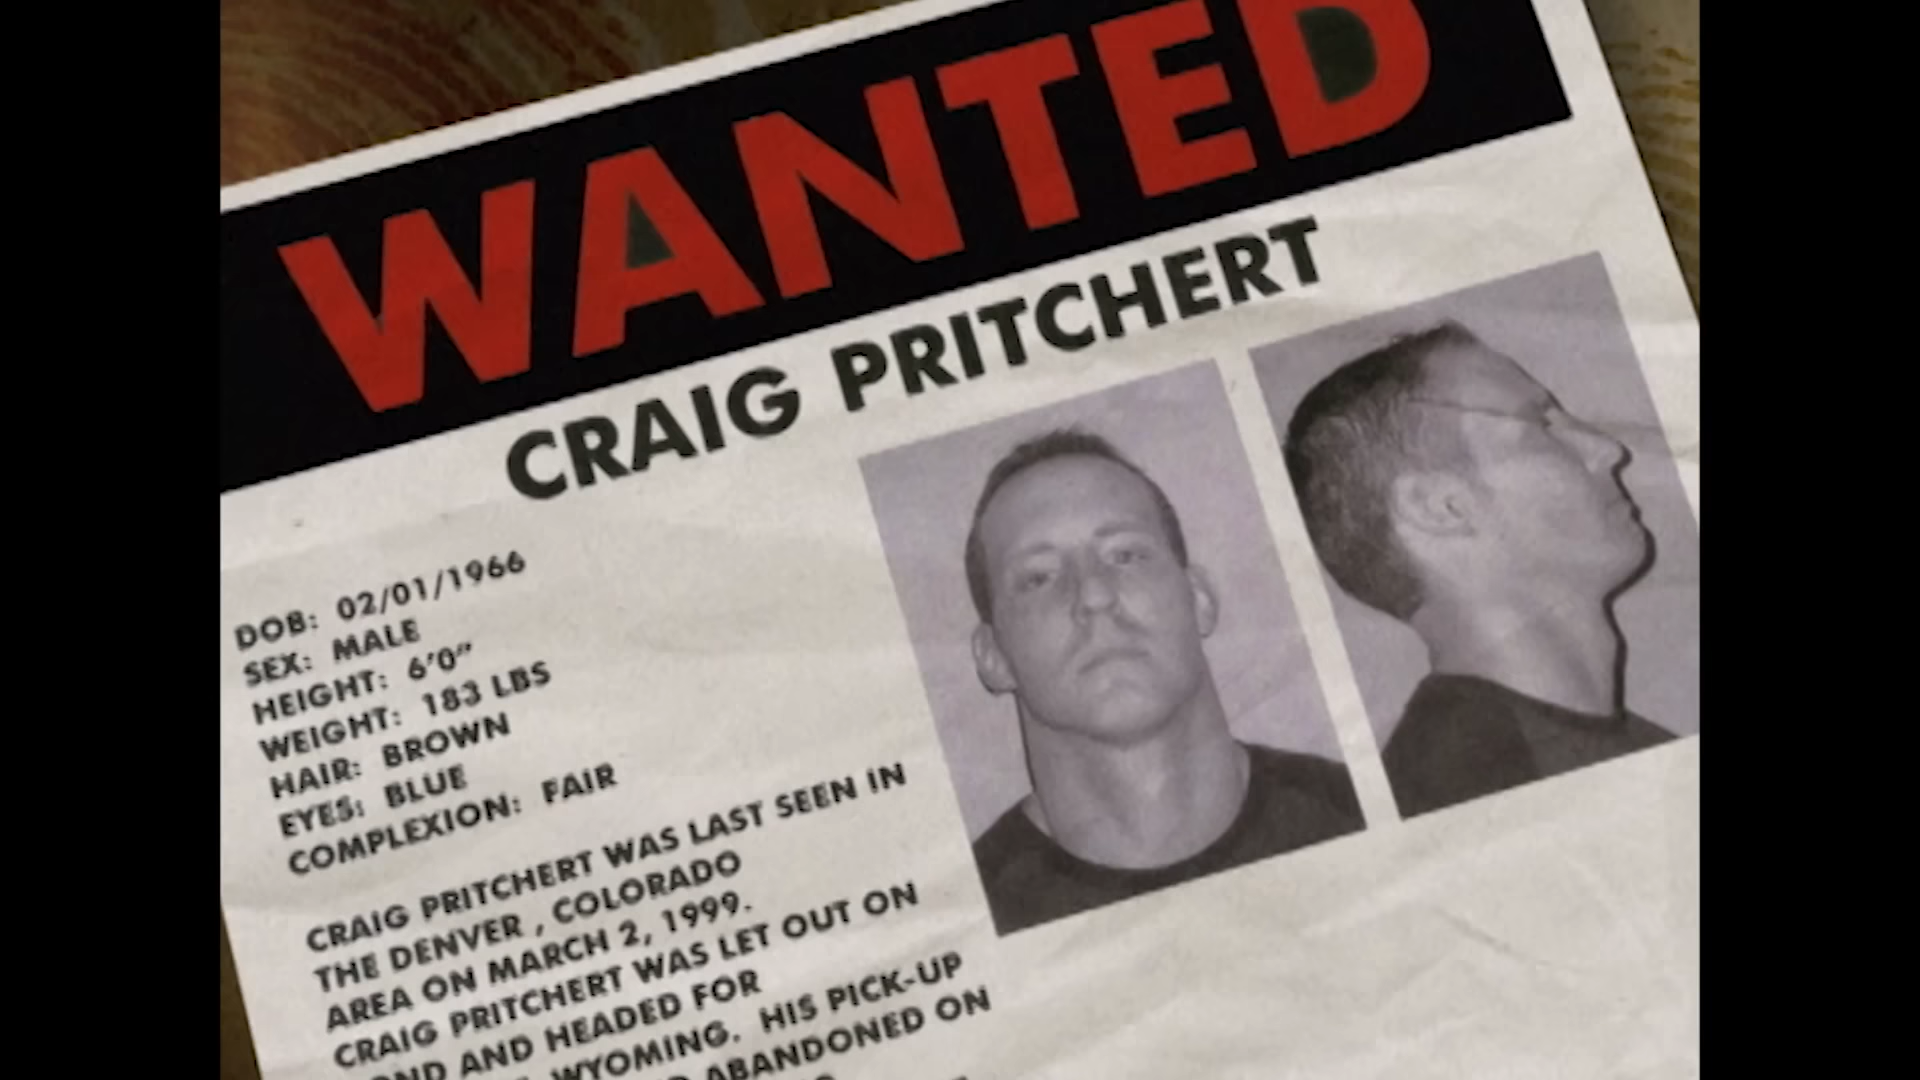 WANTED
CRAIG PRITCHERT
DOB: 02/01/1966
SEX: MALE
HEIGHT: 6'0"
WEIGHT: 183 LBS
HAIR: BROWN
EYES: BLUE
COMPLEXION: FAIR
CRAIG PRITCHERT WAS LAST SEEN IN
THE DENVER , COLORADO
AREA ON MARCH 2, 1999.
CRAIG PRITCHERT WAS LET OUT ON
AND HEADED FOR
WYOMING. HIS PICK-UP
ABANDONED ON